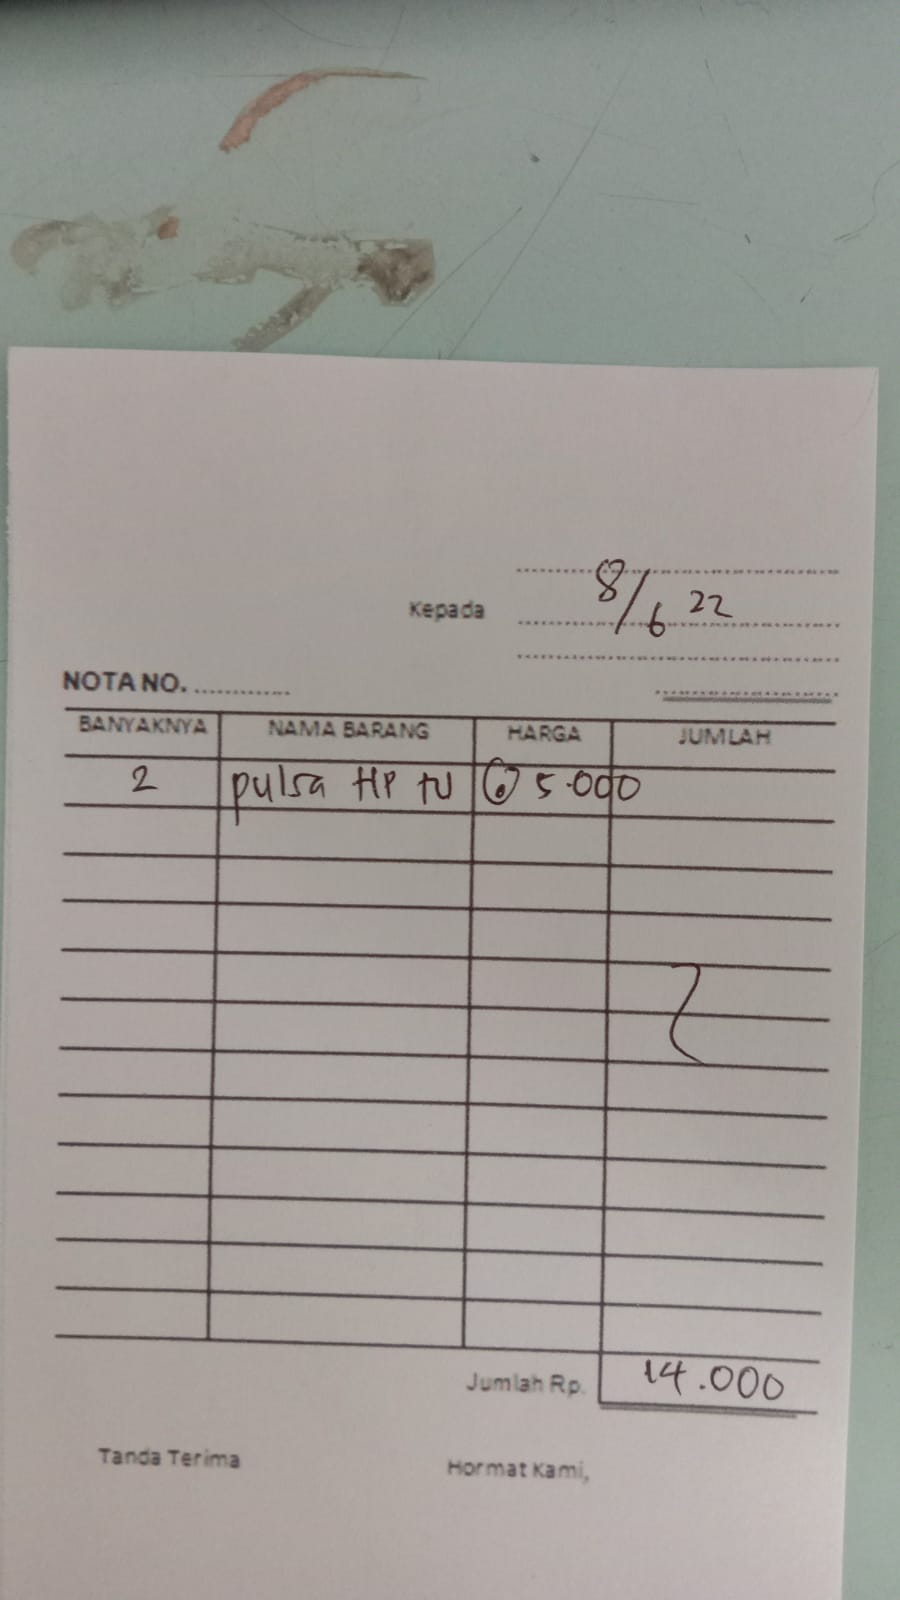 8/6 22
Kepada
NOTA NO. .............
BANYAKNYA NAMA BARANG HARGA JUMLAH
2 pulsa HP TU @ 5.000
Jumlah Rp. 14.000
Tanda Terima Hormat Kami,